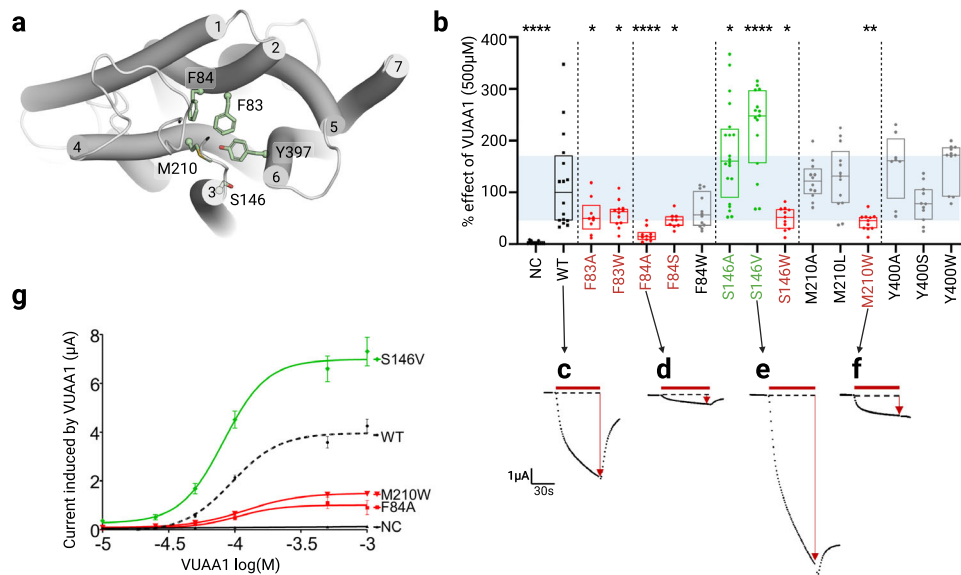 a
1
2
7
F84
F83
5
4
Y397
M210
6
3
S146
b
% effect of VUAA1 (500µM)
400
300
200
100
0
**** * * **** * * **** * **
NC WT F83A F83W F84A F84S F84W S146A S146V S146W M210A M210L M210W Y400A Y400S Y400W
c d e f
1µA
30s
g
Current induced by VUAA1 (µA)
8
6
4
2
0
S146V
WT
M210W
F84A
NC
-5 -4.5 -4 -3.5 -3
VUAA1 log(M)